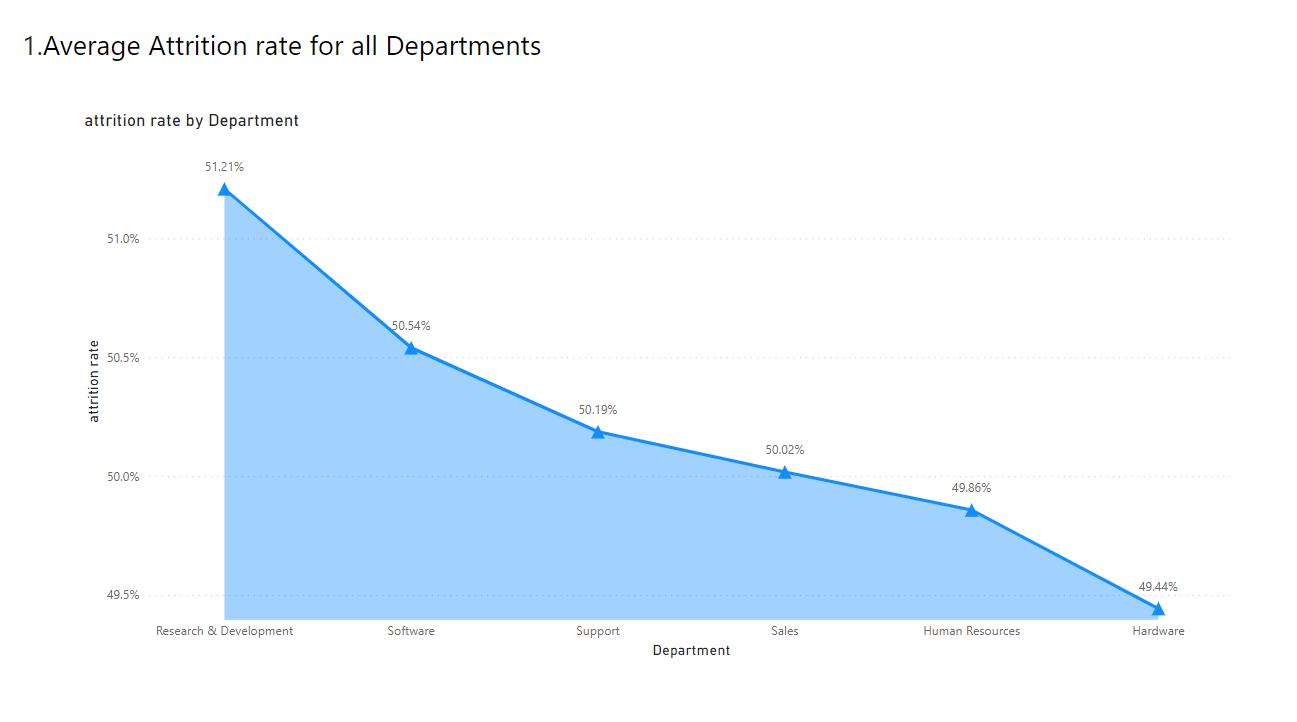 1.Average Attrition rate for all Departments
attrition rate by Department
51.21%
51.0%
50.54%
50.5%
50.19%
50.02%
50.0%
49.86%
49.44%
49.5%
attrition rate
Research & Development Software Support Sales Human Resources Hardware
Department